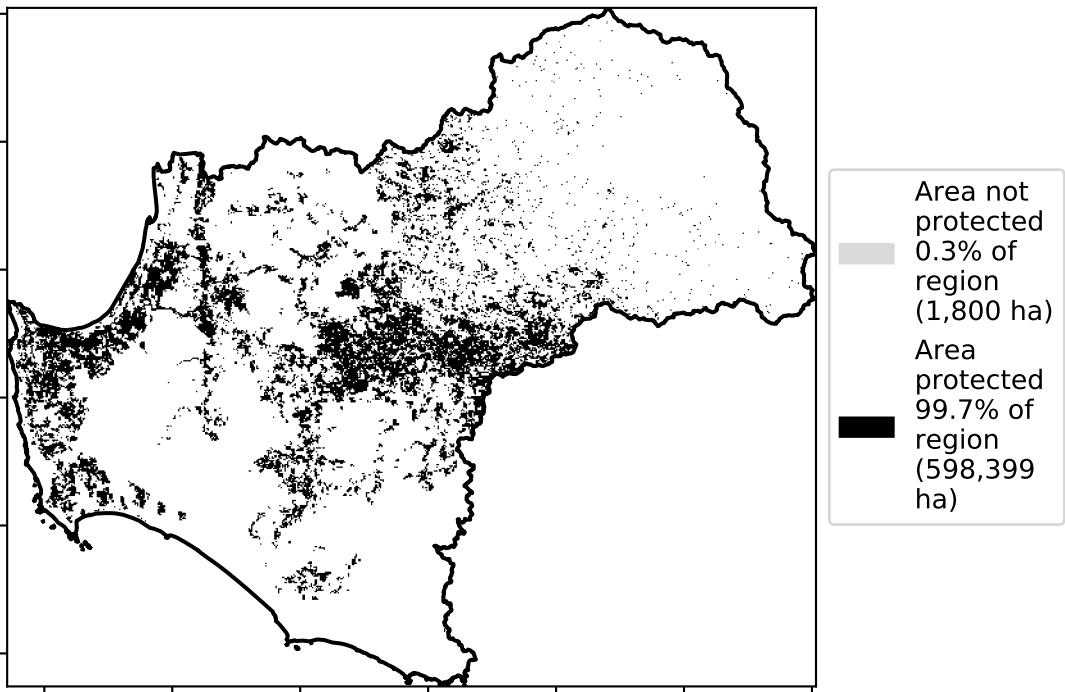 Area not
protected
0.3% of
region
(1,800 ha)
Area
protected
99.7% of
region
(598,399
ha)